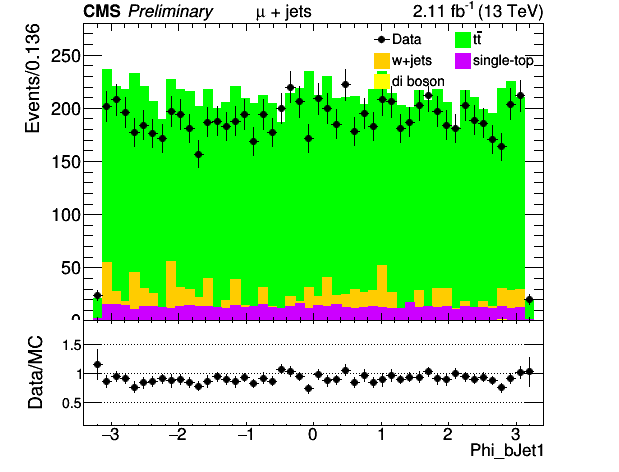 CMS Preliminary μ + jets 2.11 fb⁻¹ (13 TeV)
Events/0.136
250
200
150
100
50
0
Data
tt̄
w+jets
single-top
di boson
Data/MC
1.5
1
0.5
−3 −2 −1 0 1 2 3
Phi_bJet1